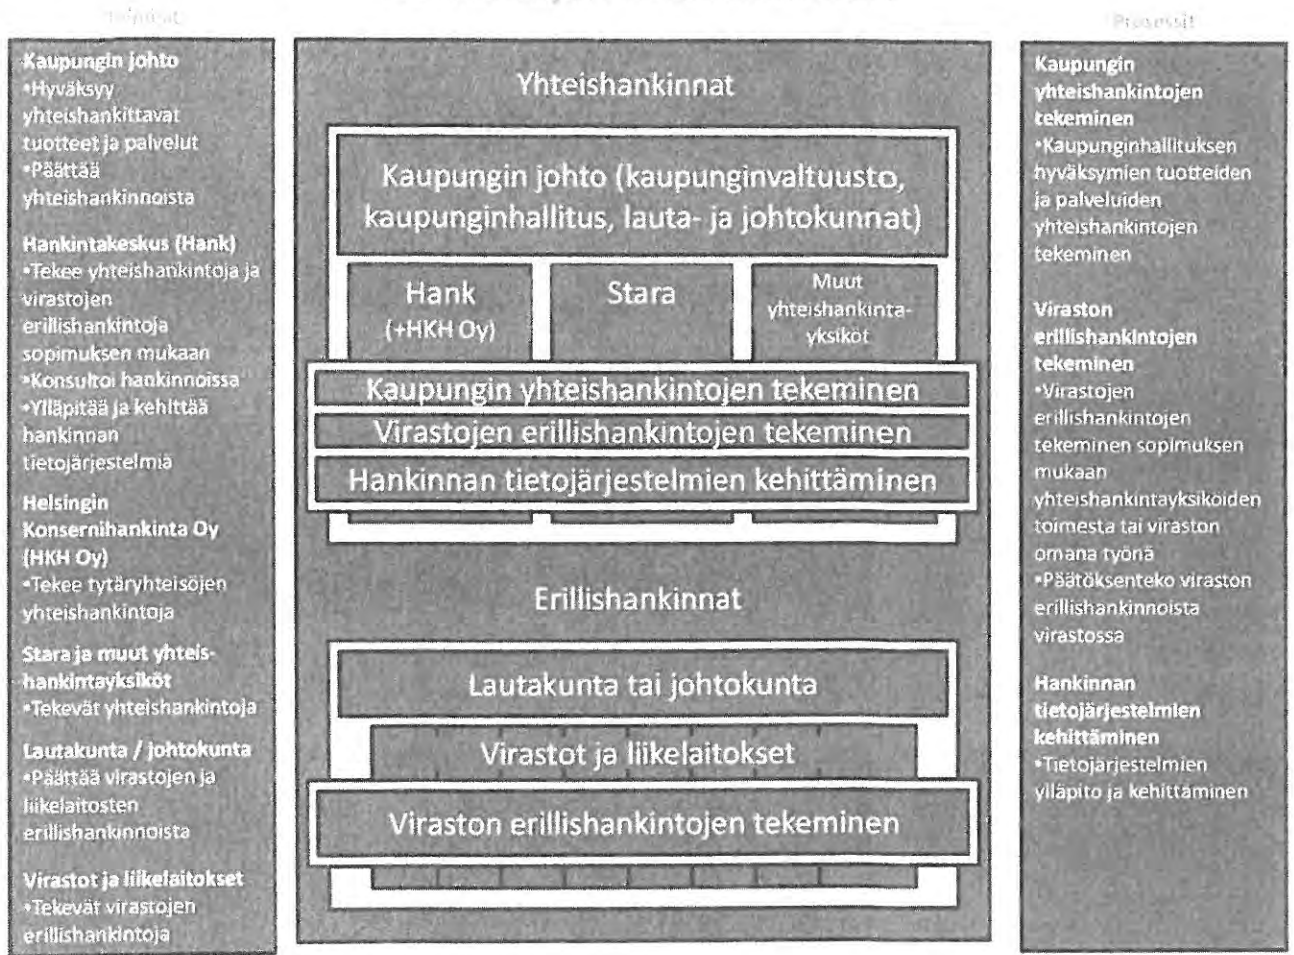 Toimijat
Kaupungin johto
•Hyväksyy
yhteishankittavat
tuotteet ja palvelut
•Päättää
yhteishankinnoista
Hankintakeskus (Hank)
•Tekee yhteishankintoja ja
virastojen
erillishankintoja
sopimuksen mukaan
•Konsultoi hankinnoissa
•Ylläpitää ja kehittää
hankinnan
tietojärjestelmiä
Helsingin
Konsernihankinta Oy
(HKH Oy)
•Tekee tytäryhteisöjen
yhteishankintoja
Stara ja muut yhteis-
hankintayksiköt
•Tekevät yhteishankintoja
Lautakunta / johtokunta
•Päättää virastojen ja
liikelaitosten
erillishankinnoista
Virastot ja liikelaitokset
•Tekevät virastojen
erillishankintoja
Yhteishankinnat
Kaupungin johto (kaupunginvaltuusto,
kaupunginhallitus, lauta- ja johtokunnat)
Hank
(+HKH Oy)
Stara
Muut
yhteishankinta-
yksiköt
Kaupungin yhteishankintojen tekeminen
Virastojen erillishankintojen tekeminen
Hankinnan tietojärjestelmien kehittäminen
Erillishankinnat
Lautakunta tai johtokunta
Virastot ja liikelaitokset
Viraston erillishankintojen tekeminen
Prosessit
Kaupungin
yhteishankintojen
tekeminen
•Kaupunginhallituksen
hyväksymien tuotteiden
ja palveluiden
yhteishankintojen
tekeminen
Viraston
erillishankintojen
tekeminen
•Virastojen
erillishankintojen
tekeminen sopimuksen
mukaan
yhteishankintayksiköiden
toimesta tai viraston
omana työnä
•Päätöksenteko viraston
erillishankinnoista
virastossa
Hankinnan
tietojärjestelmien
kehittäminen
•Tietojärjestelmien
ylläpito ja kehittäminen